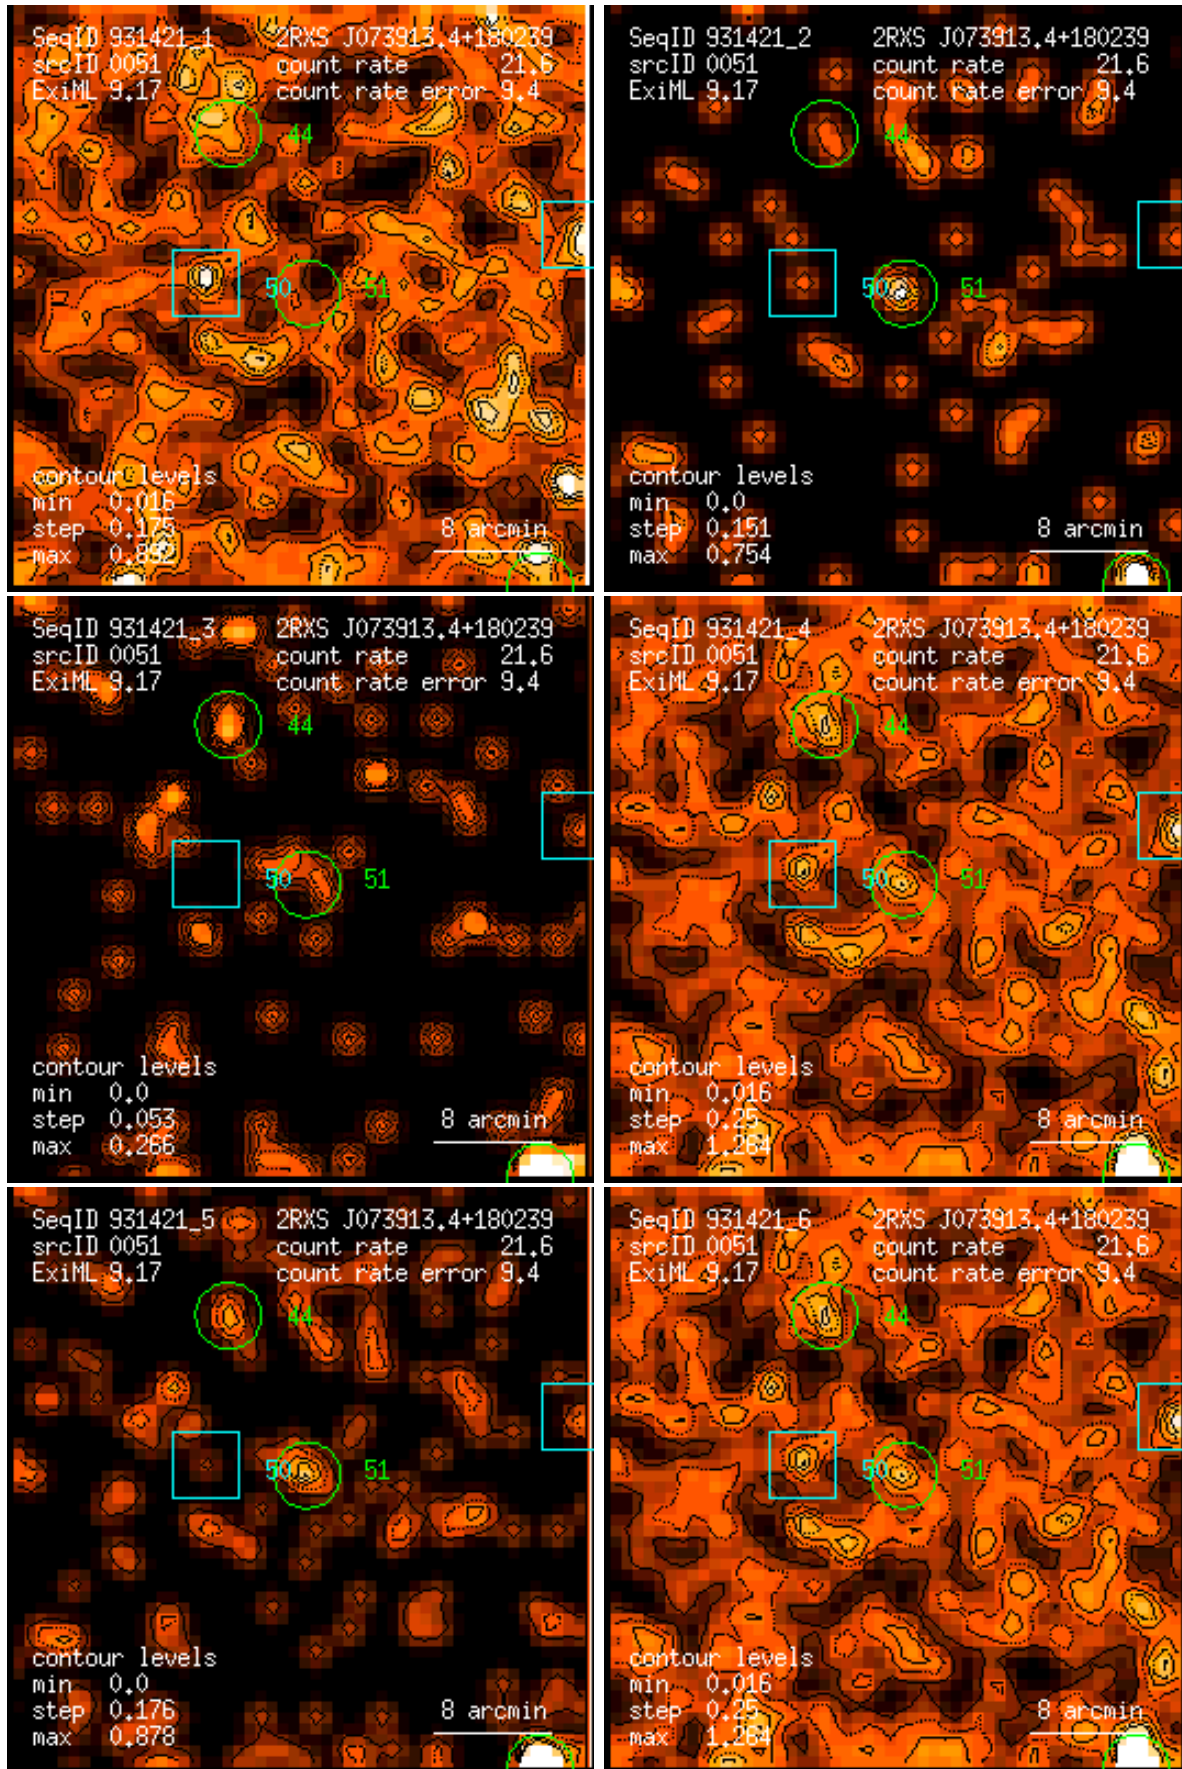 SeqID 931421_1 2RXS J073913.4+180239
srcID 0051 count rate 21.6
ExiML 9.17 count rate error 9.4
44
50 51
contour levels
min 0.016
step 0.175
max 0.892
8 arcmin
SeqID 931421_2 2RXS J073913.4+180239
srcID 0051 count rate 21.6
ExiML 9.17 count rate error 9.4
44
50 51
contour levels
min 0.0
step 0.151
max 0.754
8 arcmin
SeqID 931421_3 2RXS J073913.4+180239
srcID 0051 count rate 21.6
ExiML 9.17 count rate error 9.4
44
50 51
contour levels
min 0.0
step 0.053
max 0.266
8 arcmin
SeqID 931421_4 2RXS J073913.4+180239
srcID 0051 count rate 21.6
ExiML 9.17 count rate error 9.4
44
50 51
contour levels
min 0.016
step 0.25
max 1.264
8 arcmin
SeqID 931421_5 2RXS J073913.4+180239
srcID 0051 count rate 21.6
ExiML 9.17 count rate error 9.4
44
50 51
contour levels
min 0.0
step 0.176
max 0.878
8 arcmin
SeqID 931421_6 2RXS J073913.4+180239
srcID 0051 count rate 21.6
ExiML 9.17 count rate error 9.4
44
50 51
contour levels
min 0.016
step 0.25
max 1.264
8 arcmin